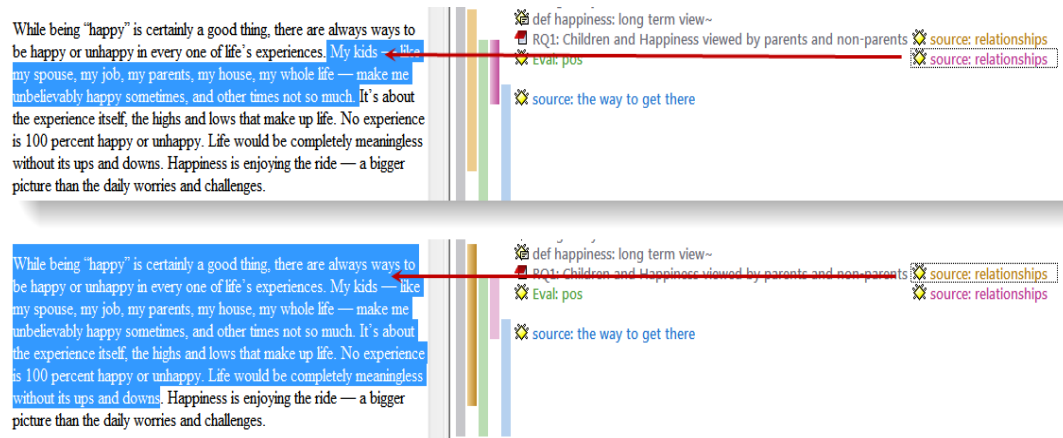 While being “happy” is certainly a good thing, there are always ways to
be happy or unhappy in every one of life’s experiences. My kids — like
my spouse, my job, my parents, my house, my whole life — make me
unbelievably happy sometimes, and other times not so much. It’s about
the experience itself, the highs and lows that make up life. No experience
is 100 percent happy or unhappy. Life would be completely meaningless
without its ups and downs. Happiness is enjoying the ride — a bigger
picture than the daily worries and challenges.
def happiness: long term view~
RQ1: Children and Happiness viewed by parents and non-parents source: relationships
Eval: pos source: relationships
source: the way to get there
While being “happy” is certainly a good thing, there are always ways to
be happy or unhappy in every one of life’s experiences. My kids — like
my spouse, my job, my parents, my house, my whole life — make me
unbelievably happy sometimes, and other times not so much. It’s about
the experience itself, the highs and lows that make up life. No experience
is 100 percent happy or unhappy. Life would be completely meaningless
without its ups and downs. Happiness is enjoying the ride — a bigger
picture than the daily worries and challenges.
def happiness: long term view~
RQ1: Children and Happiness viewed by parents and non-parents source: relationships
Eval: pos source: relationships
source: the way to get there